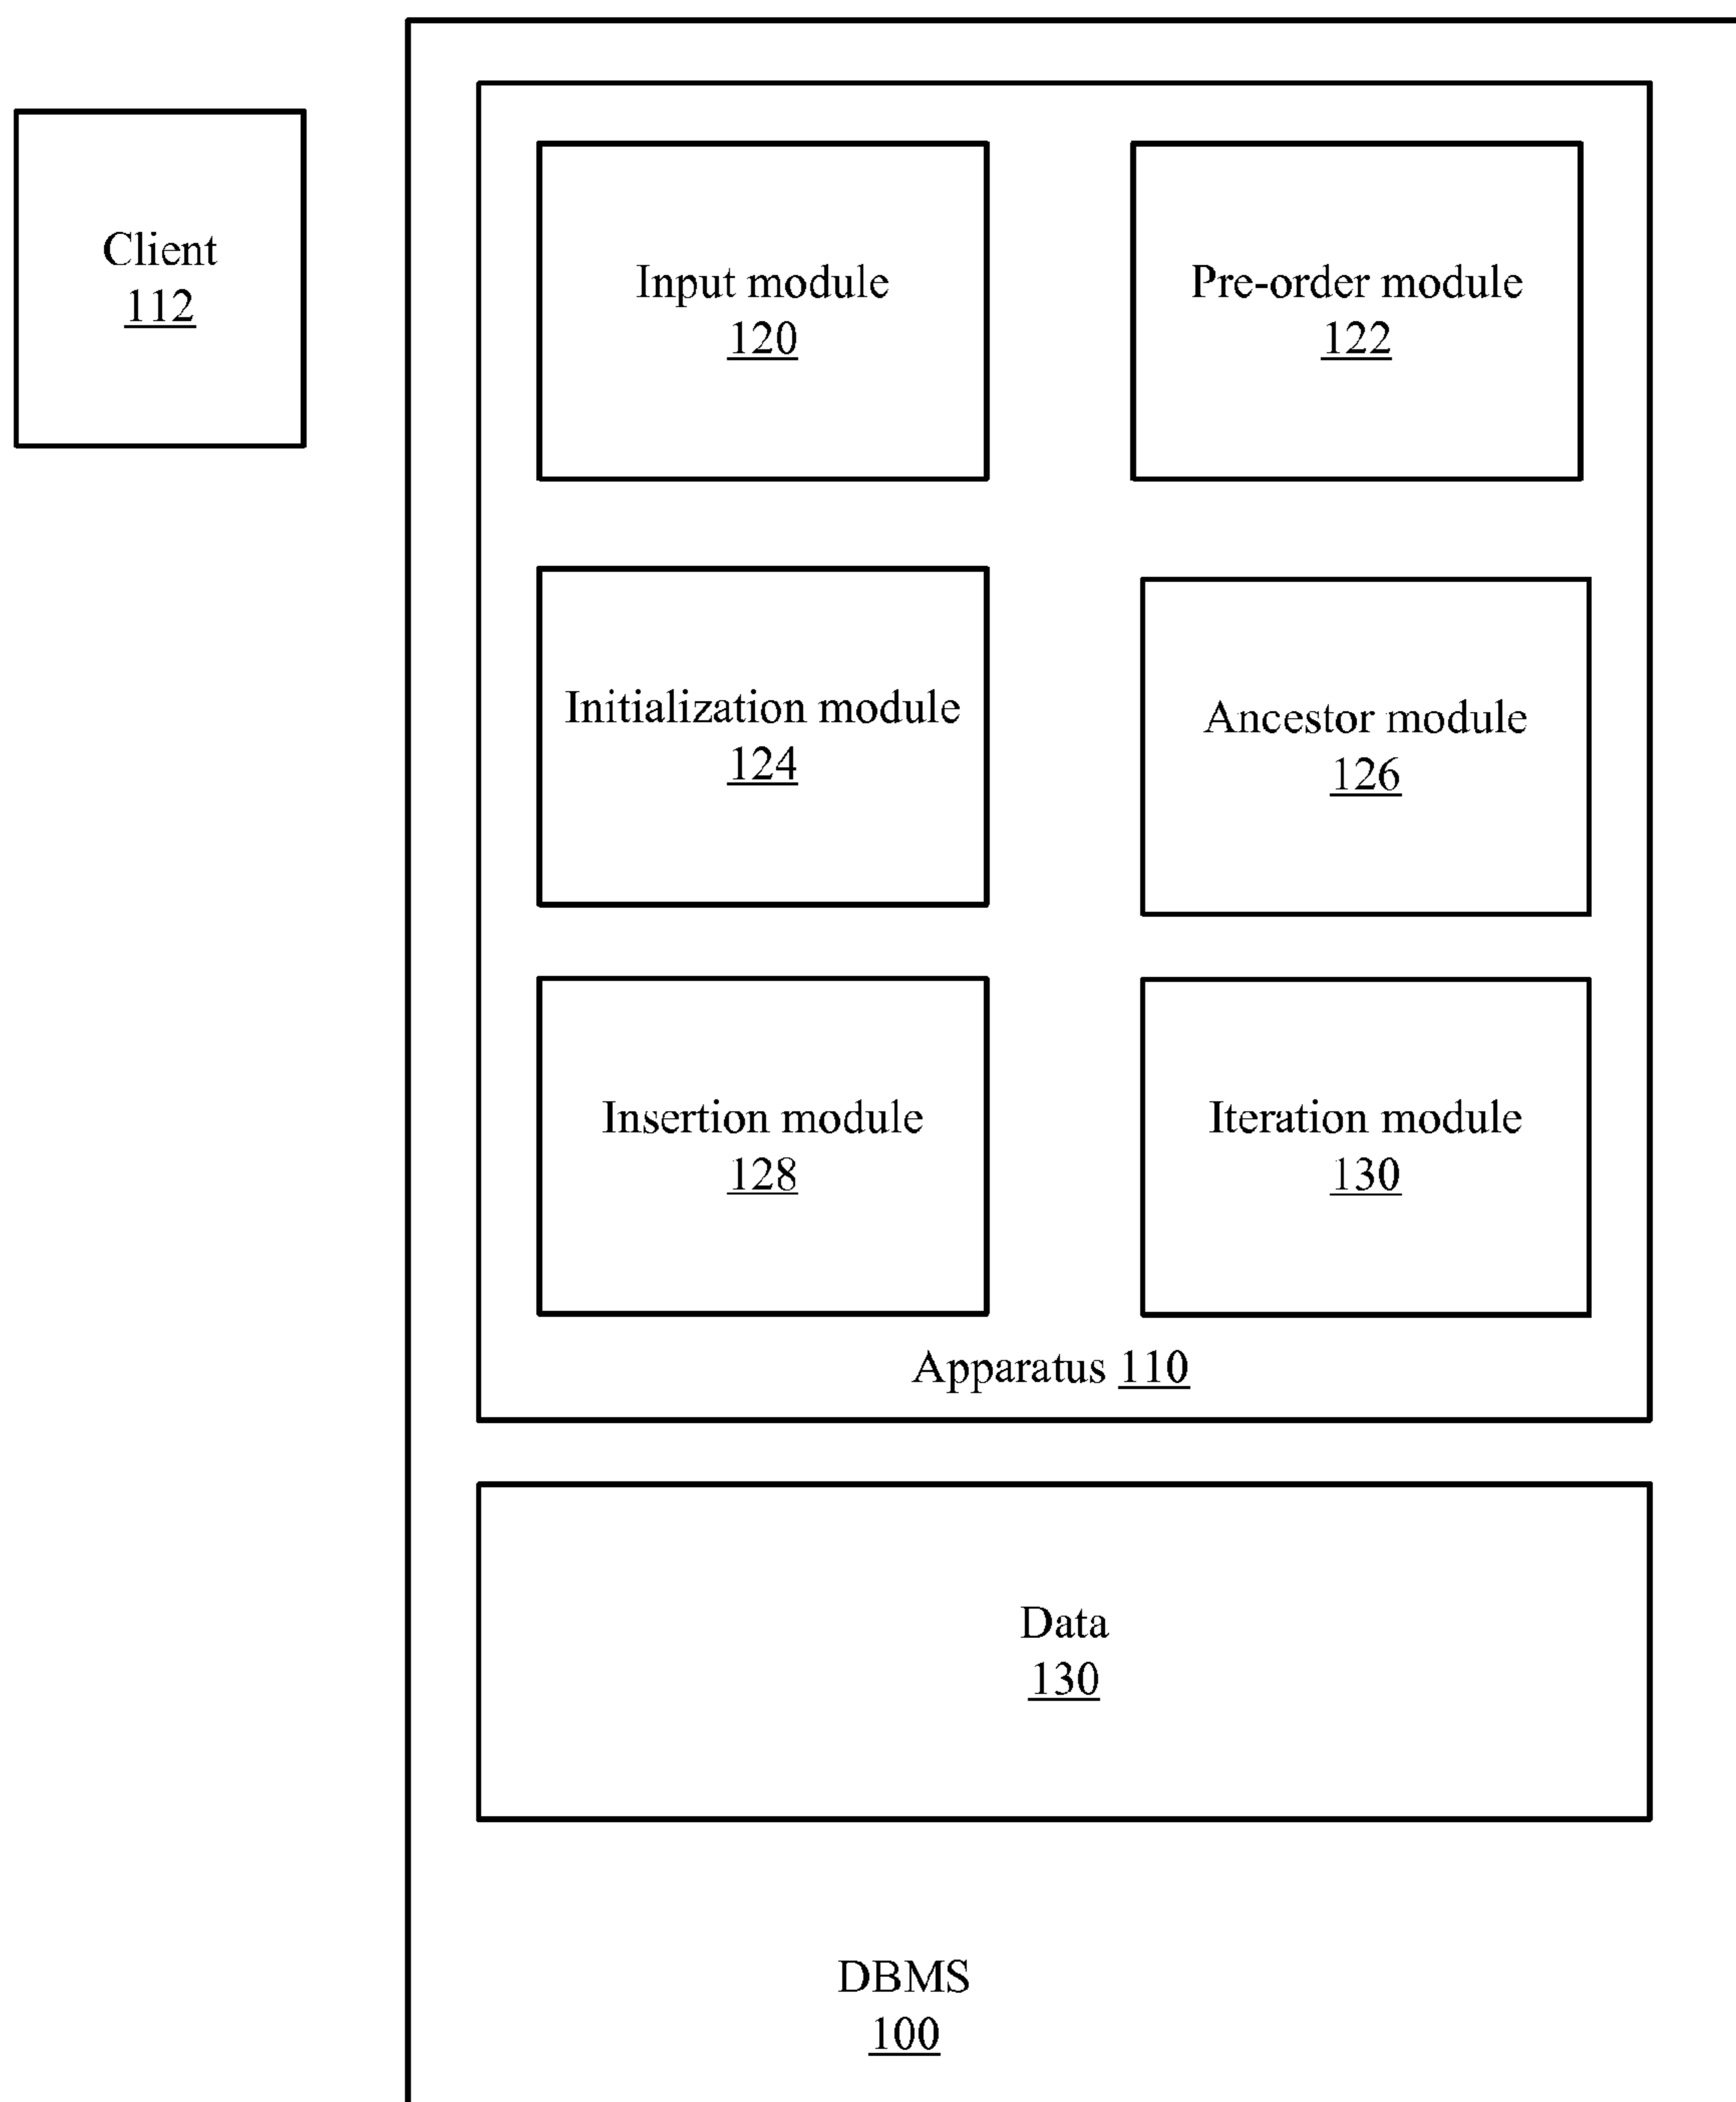 Client
112
Input module
120
Pre-order module
122
Initialization module
124
Ancestor module
126
Insertion module
128
Iteration module
130
Apparatus 110
Data
130
DBMS
100